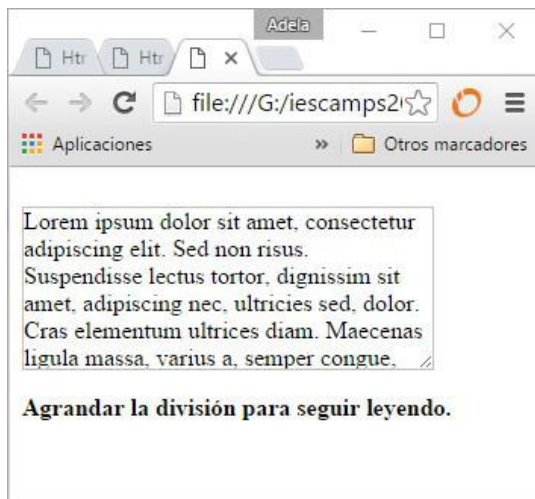 Adela
Htr
Htr
file:///G:/iescamps2
Aplicaciones
»
Otros marcadores
Lorem ipsum dolor sit amet, consectetur
adipiscing elit. Sed non risus.
Suspendisse lectus tortor, dignissim sit
amet, adipiscing nec, ultricies sed, dolor.
Cras elementum ultrices diam. Maecenas
ligula massa, varius a, semper congue,
Agrandar la división para seguir leyendo.